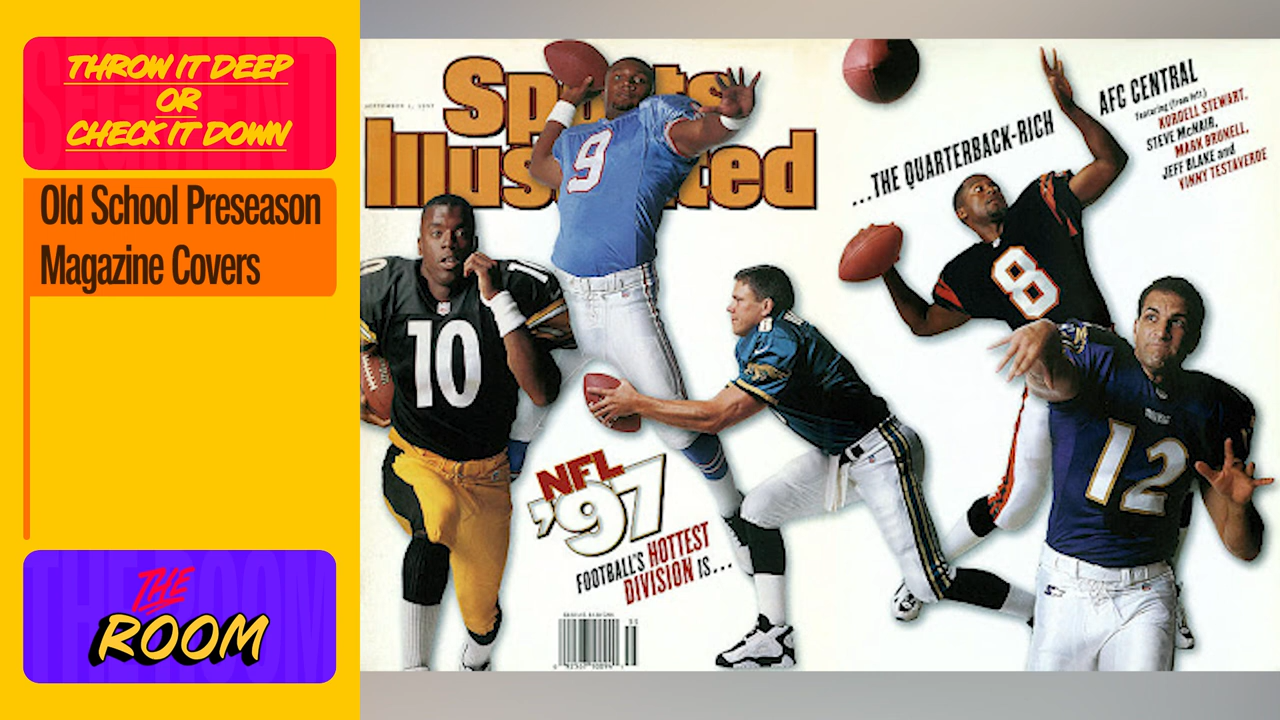 THROW IT DEEP
OR
CHECK IT DOWN
Old School Preseason
Magazine Covers
THE
ROOM
Sports
Illustrated
9
10
8
12
NFL
'97
FOOTBALL'S HOTTEST
DIVISION IS...
...THE QUARTERBACK-RICH
AFC CENTRAL
Featuring (from left)
KORDELL STEWART,
STEVE McNAIR,
MARK BRUNELL,
JEFF BLAKE and
VINNY TESTAVERDE